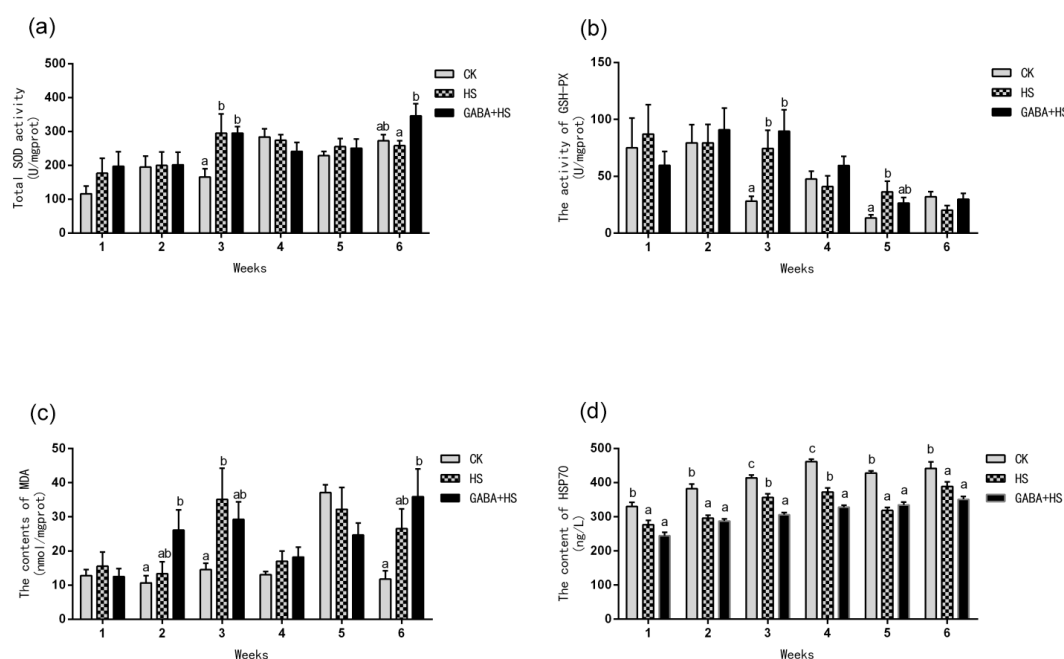 (a)
Total SOD activity
(U/mgprot)
500
400
300
200
100
0
a
b
b
ab
a
b
1 2 3 4 5 6
Weeks
CK
HS
GABA+HS
(b)
The activity of GSH-PX
(U/mgprot)
150
100
50
0
a
b
b
a
b
ab
1 2 3 4 5 6
Weeks
CK
HS
GABA+HS
(c)
The contents of MDA
(nmol/mgprot)
50
40
30
20
10
0
a
ab
b
a
b
ab
a
ab
b
1 2 3 4 5 6
Weeks
CK
HS
GABA+HS
(d)
The content of HSP70
(ng/L)
500
400
300
200
100
0
b
a
a
b
a
a
c
b
a
c
b
a
b
a
a
b
a
a
1 2 3 4 5 6
Weeks
CK
HS
GABA+HS